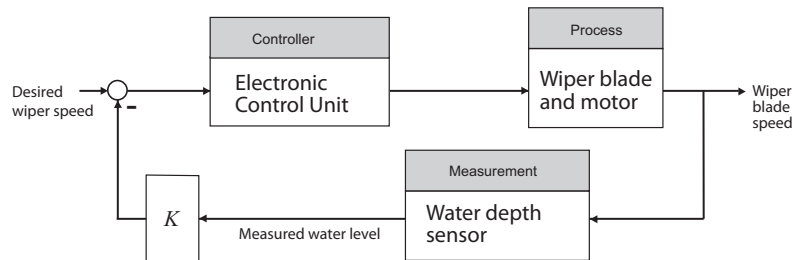 Controller
Process
Desired
wiper speed
Electronic
Control Unit
Wiper blade
and motor
Wiper
blade
speed
-
Measurement
K
Measured water level
Water depth
sensor